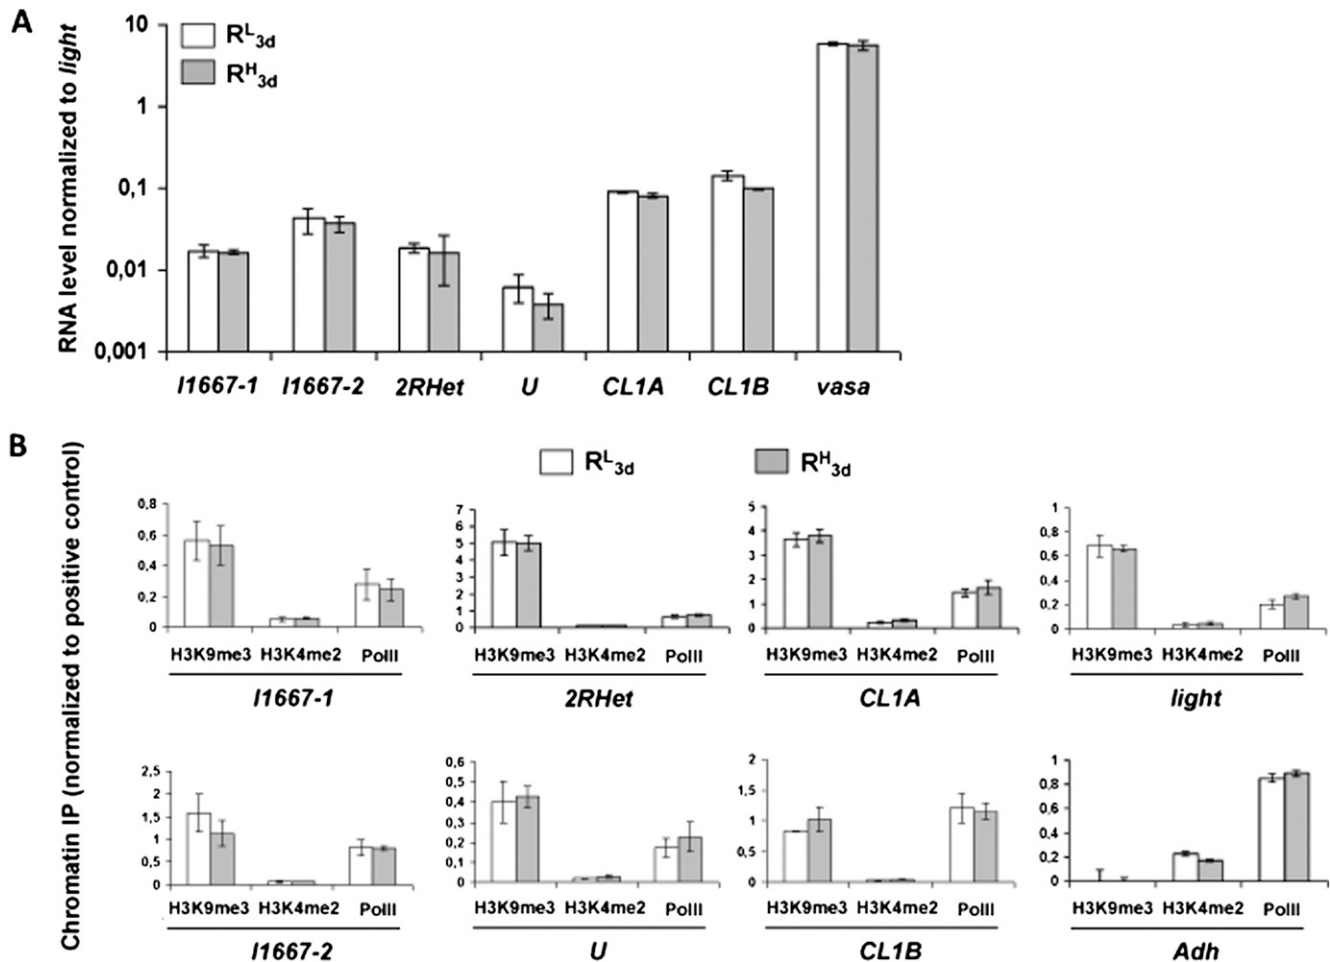 A
RNA level normalized to light
10
1
0,1
0,01
0,001
R^L_3d
R^H_3d
I1667-1 I1667-2 2RHet U CL1A CL1B vasa
B
Chromatin IP (normalized to positive control)
R^L_3d R^H_3d
0,8
0,6
0,4
0,2
0
H3K9me3 H3K4me2 PolII
I1667-1
7
6
5
4
3
2
1
0
H3K9me3 H3K4me2 PolII
2RHet
5
4
3
2
1
0
H3K9me3 H3K4me2 PolII
CL1A
1
0,8
0,6
0,4
0,2
0
H3K9me3 H3K4me2 PolII
light
2,5
2
1,5
1
0,5
0
H3K9me3 H3K4me2 PolII
I1667-2
0,6
0,5
0,4
0,3
0,2
0,1
0
H3K9me3 H3K4me2 PolII
U
2
1,5
1
0,5
0
H3K9me3 H3K4me2 PolII
CL1B
1
0,8
0,6
0,4
0,2
0
H3K9me3 H3K4me2 PolII
Adh